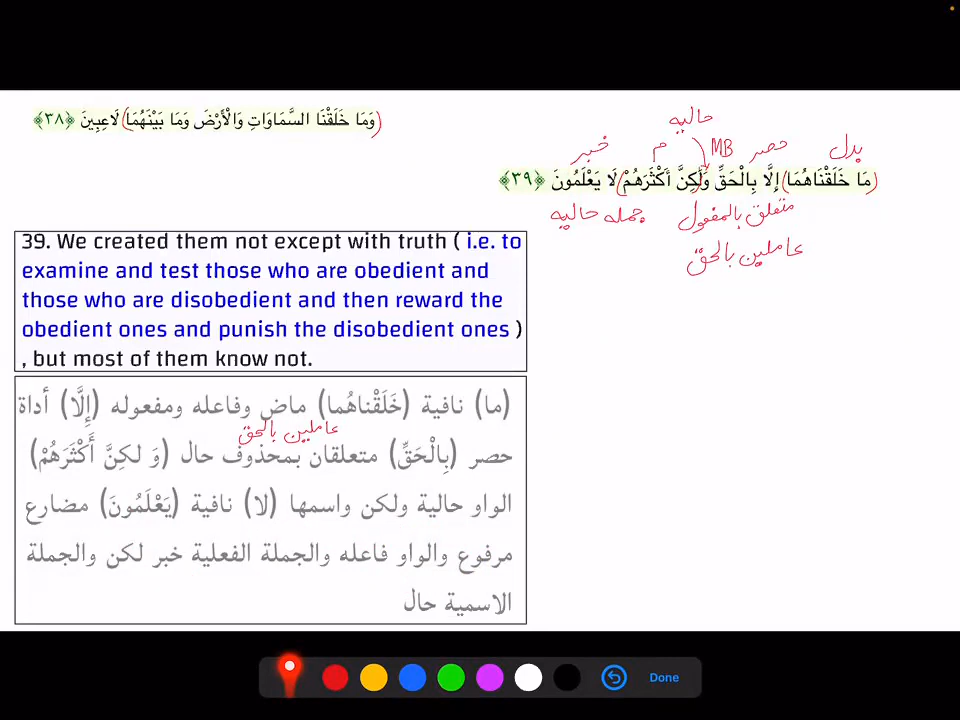 وَمَا خَلَقْنَا السَّمَاوَاتِ وَالْأَرْضَ وَمَا بَيْنَهُمَا) لَاعِبِينَ ﴿٣٨﴾
حاليه
بدل حصر MB م خبر
مَا خَلَقْنَاهُمَا) إِلَّا بِالْحَقِّ وَلَٰكِنَّ أَكْثَرَهُمْ لَا يَعْلَمُونَ ﴿٣٩﴾
متعلق بالمفعول جمله حاليه
عاملين بالحق
39. We created them not except with truth ( i.e. to
examine and test those who are obedient and
those who are disobedient and then reward the
obedient ones and punish the disobedient ones )
, but most of them know not.
(ما) نافية (خَلَقْناهُما) ماض وفاعله ومفعوله (إِلَّا) أداة
عاملين بالحق
حصر (بِالْحَقِّ) متعلقان بمحذوف حال (وَ لكِنَّ أَكْثَرَهُمْ)
الواو حالية ولكن واسمها (لا) نافية (يَعْلَمُونَ) مضارع
مرفوع والواو فاعله والجملة الفعلية خبر لكن والجملة
الاسمية حال
Done